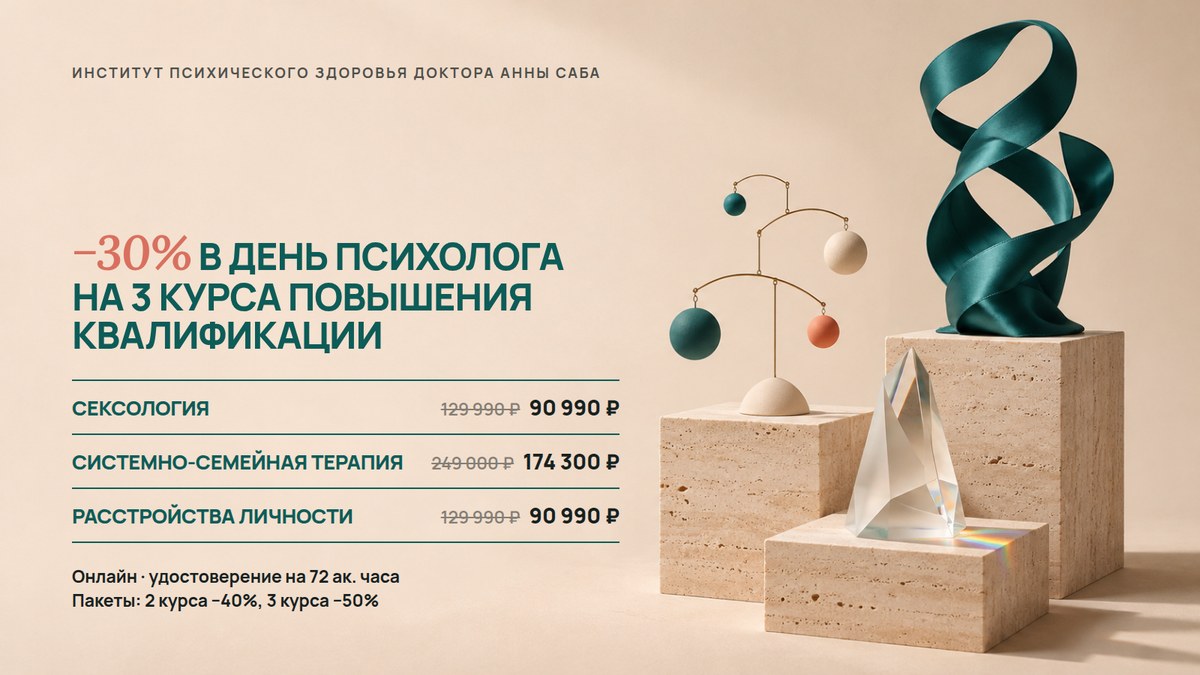 ИНСТИТУТ ПСИХИЧЕСКОГО ЗДОРОВЬЯ ДОКТОРА АННЫ САБА
−30% В ДЕНЬ ПСИХОЛОГА
НА 3 КУРСА ПОВЫШЕНИЯ
КВАЛИФИКАЦИИ
СЕКСОЛОГИЯ 129 990 ₽ 90 990 ₽
СИСТЕМНО-СЕМЕЙНАЯ ТЕРАПИЯ 249 000 ₽ 174 300 ₽
РАССТРОЙСТВА ЛИЧНОСТИ 129 990 ₽ 90 990 ₽
Онлайн · удостоверение на 72 ак. часа
Пакеты: 2 курса −40%, 3 курса −50%